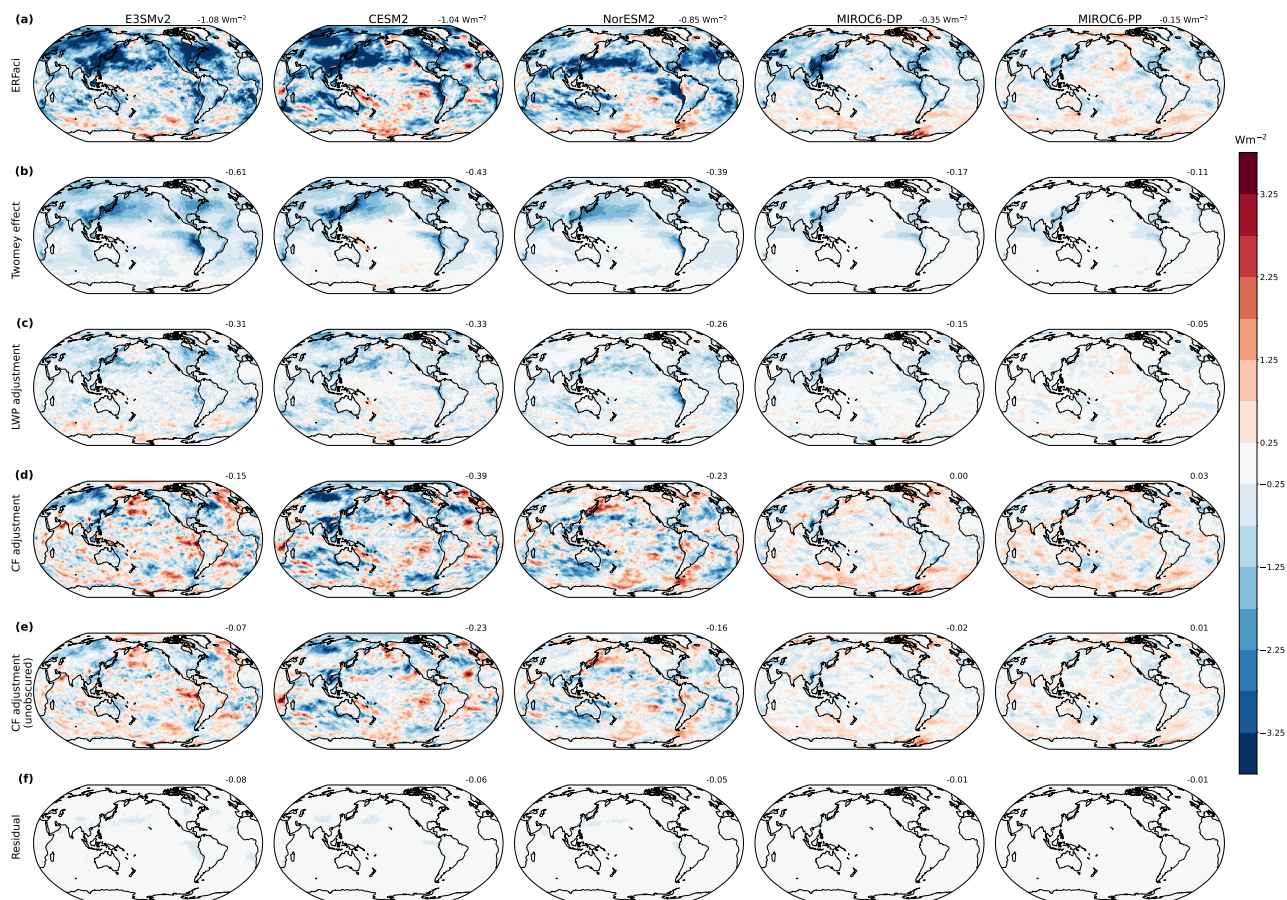 (a) E3SMv2 -1.08 Wm⁻² CESM2 -1.04 Wm⁻² NorESM2 -0.85 Wm⁻² MIROC6-DP -0.35 Wm⁻² MIROC6-PP -0.15 Wm⁻²
ERFaci
Wm⁻²
(b) -0.61 -0.43 -0.39 -0.17 -0.11
Twomey effect
(c) -0.31 -0.33 -0.26 -0.15 -0.05
LWP adjustment
(d) -0.15 -0.39 -0.23 0.00 0.03
CF adjustment
(e) -0.07 -0.23 -0.16 -0.02 0.01
CF adjustment
(unobscured)
(f) -0.08 -0.06 -0.05 -0.01 -0.01
Residual
3.25
2.25
1.25
0.25
−0.25
−1.25
−2.25
−3.25